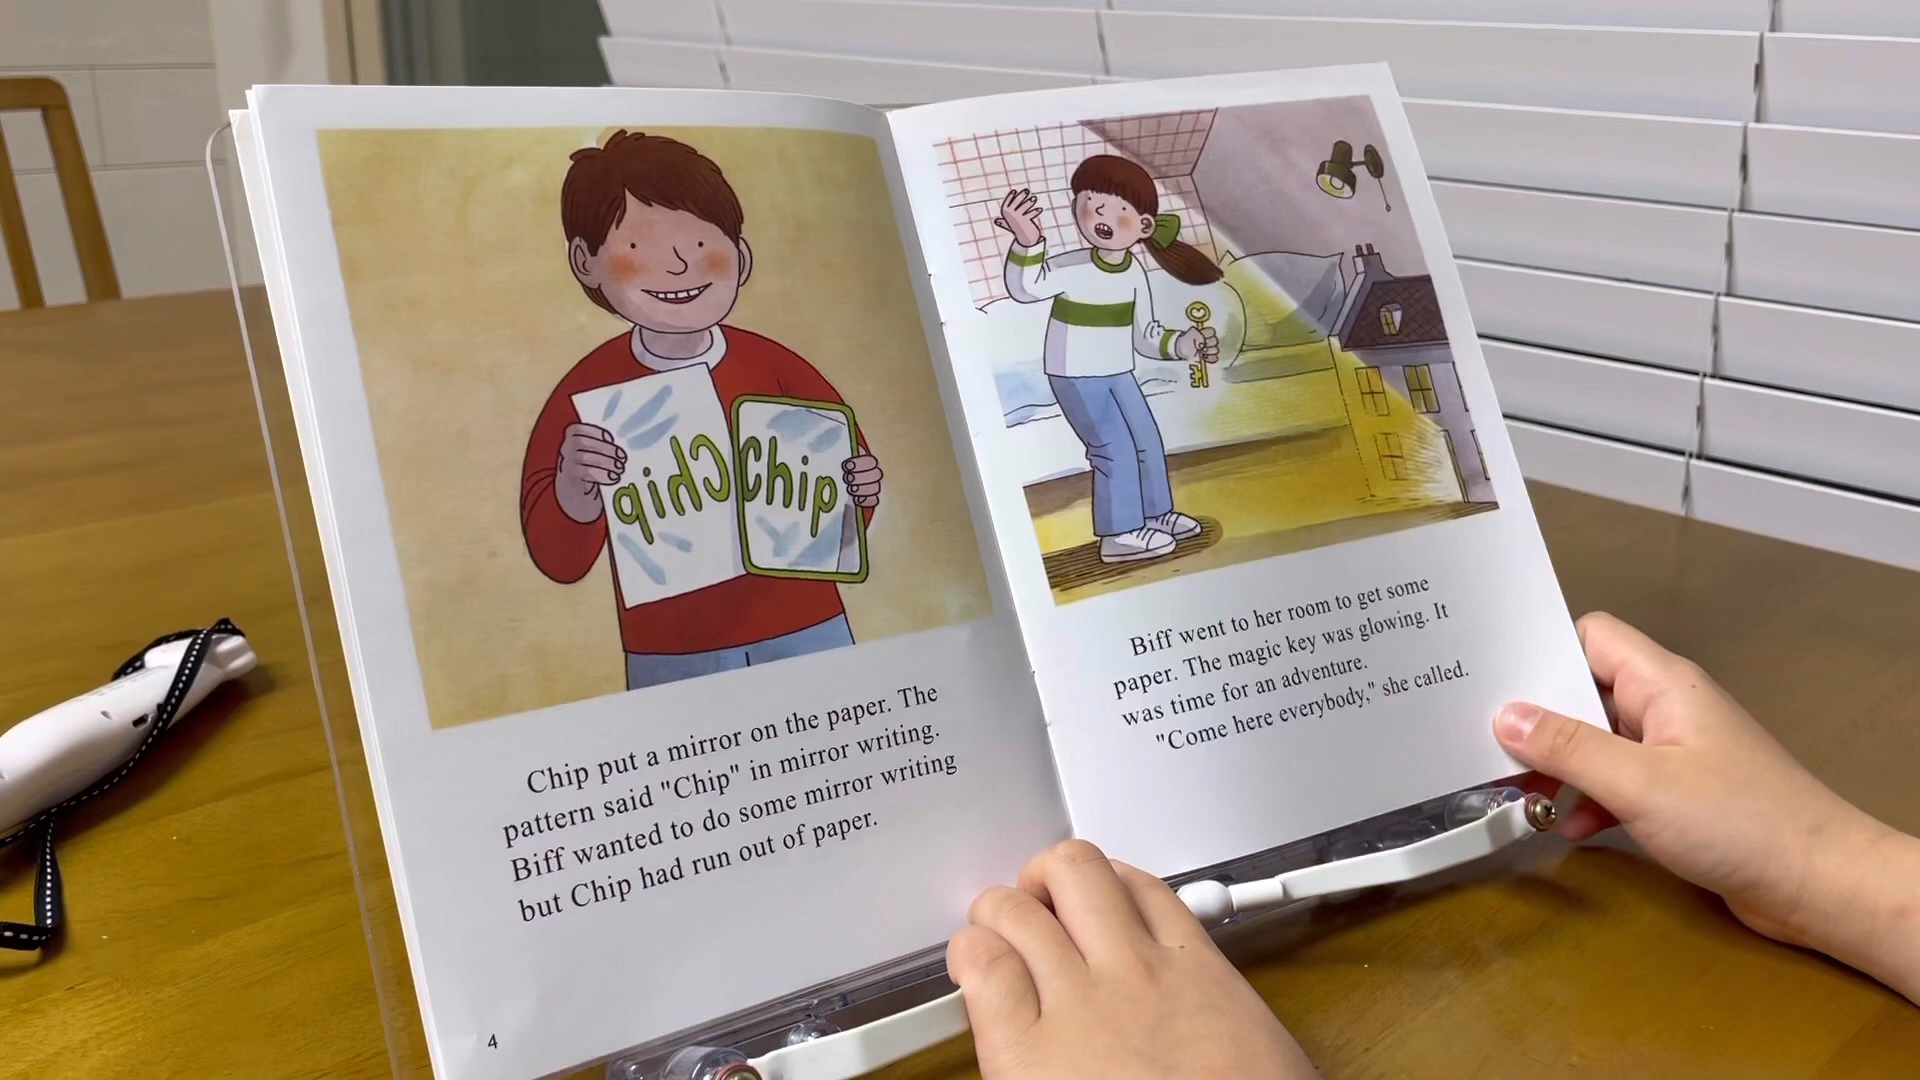 Chip
Chip
Chip put a mirror on the paper. The
pattern said "Chip" in mirror writing.
Biff wanted to do some mirror writing
but Chip had run out of paper.
4
Biff went to her room to get some
paper. The magic key was glowing. It
was time for an adventure.
"Come here everybody," she called.